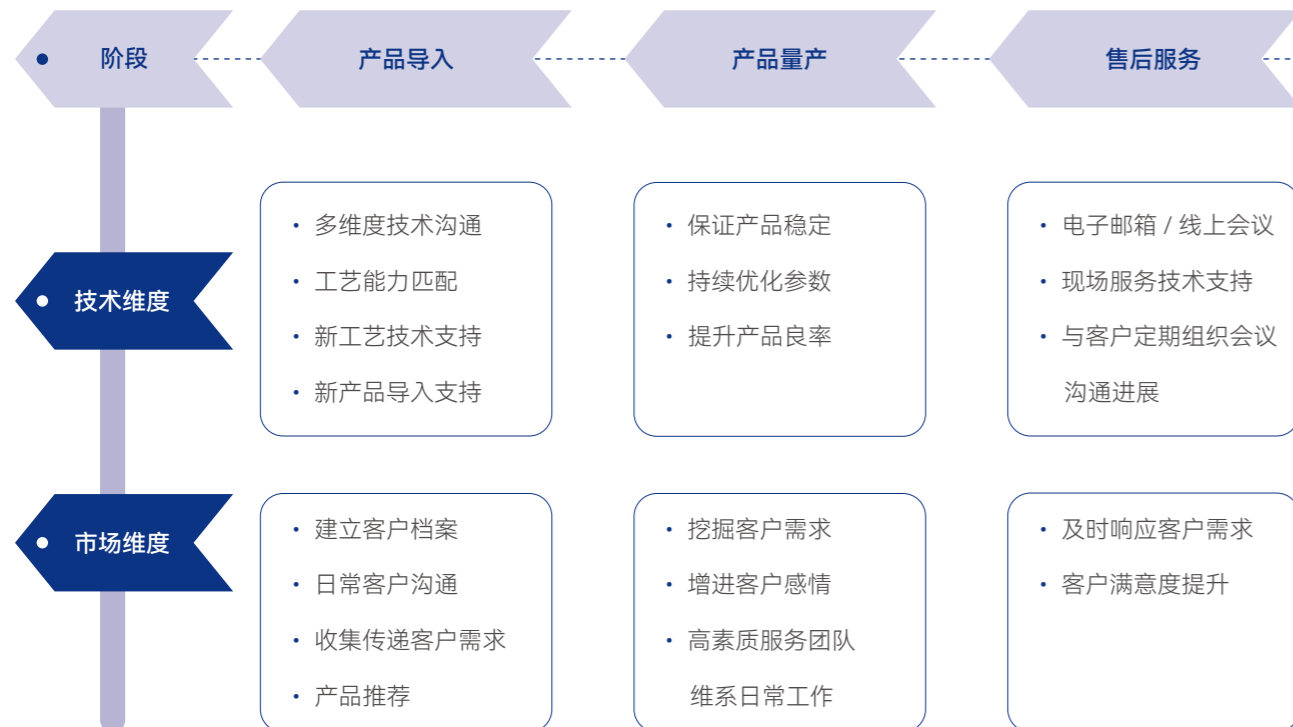 阶段
产品导入
产品量产
售后服务
技术维度
• 多维度技术沟通
• 工艺能力匹配
• 新工艺技术支持
• 新产品导入支持
• 保证产品稳定
• 持续优化参数
• 提升产品良率
• 电子邮箱 / 线上会议
• 现场服务技术支持
• 与客户定期组织会议
沟通进展
市场维度
• 建立客户档案
• 日常客户沟通
• 收集传递客户需求
• 产品推荐
• 挖掘客户需求
• 增进客户感情
• 高素质服务团队
维系日常工作
• 及时响应客户需求
• 客户满意度提升